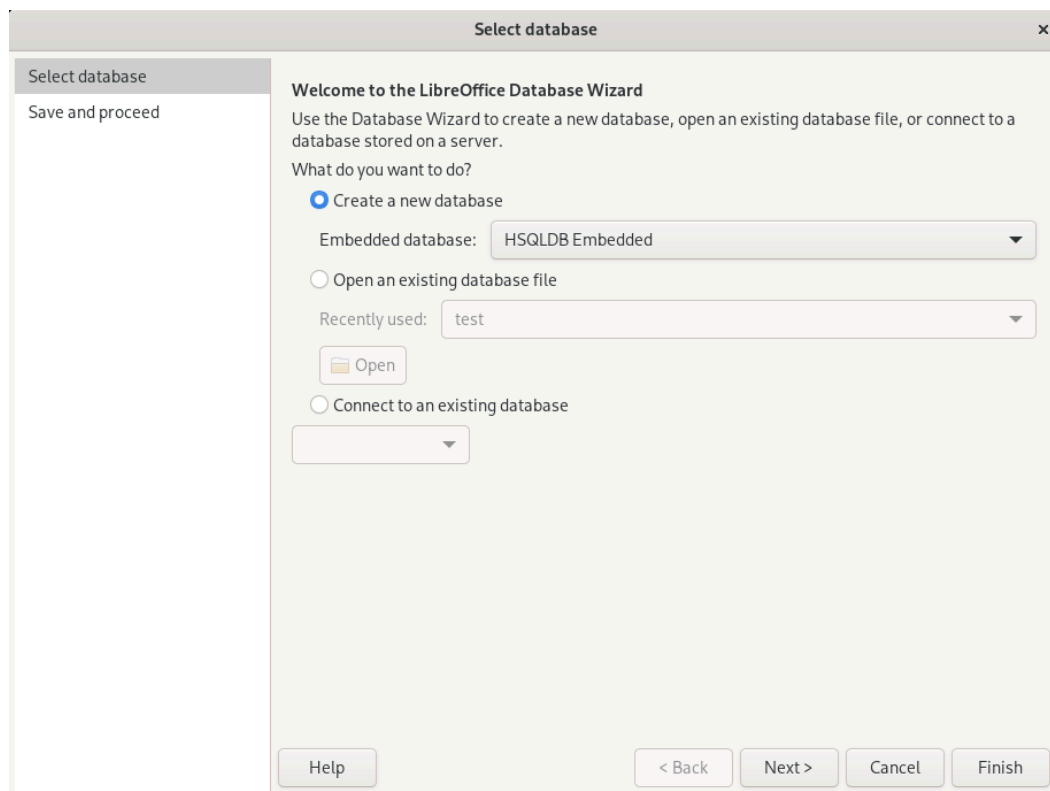 Select database
×
Select database
Save and proceed
Welcome to the LibreOffice Database Wizard
Use the Database Wizard to create a new database, open an existing database file, or connect to a
database stored on a server.
What do you want to do?
Create a new database
Embedded database: HSQLDB Embedded
Open an existing database file
Recently used: test
Open
Connect to an existing database
Help < Back Next > Cancel Finish